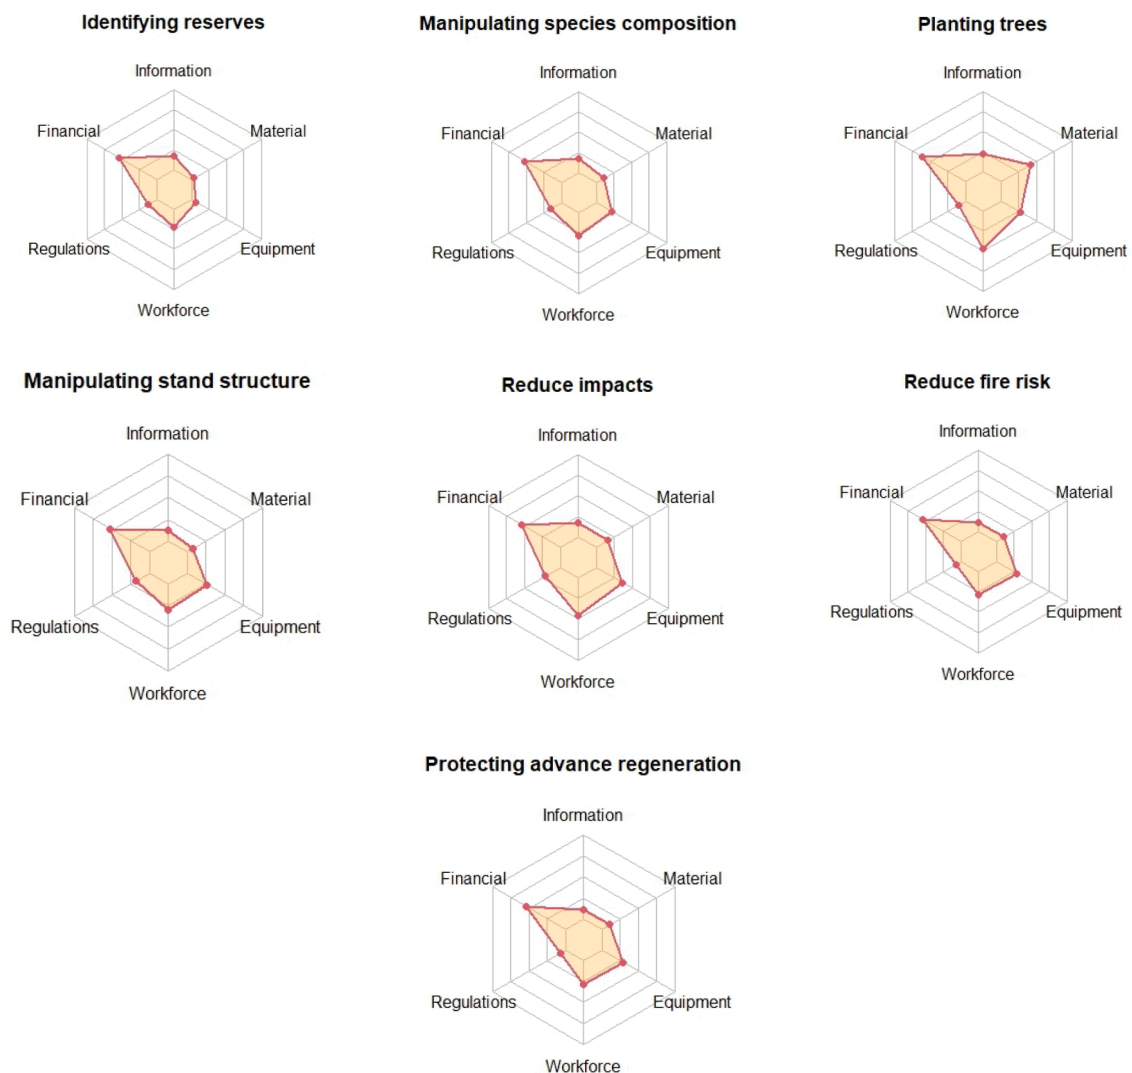 Identifying reserves
Information
Financial
Material
Regulations
Equipment
Workforce
Manipulating species composition
Information
Financial
Material
Regulations
Equipment
Workforce
Planting trees
Information
Financial
Material
Regulations
Equipment
Workforce
Manipulating stand structure
Information
Financial
Material
Regulations
Equipment
Workforce
Reduce impacts
Information
Financial
Material
Regulations
Equipment
Workforce
Reduce fire risk
Information
Financial
Material
Regulations
Equipment
Workforce
Protecting advance regeneration
Information
Financial
Material
Regulations
Equipment
Workforce